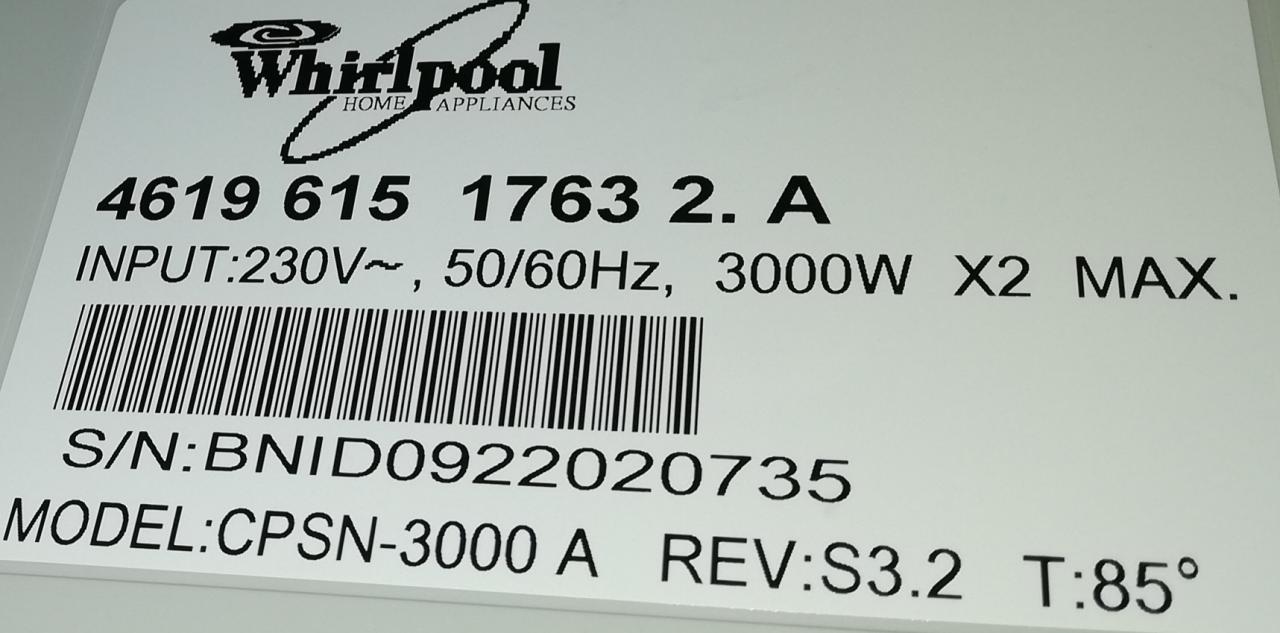 Whirlpool
HOME APPLIANCES
4619 615 1763 2. A
INPUT:230V~, 50/60Hz, 3000W X2 MAX.
S/N:BNID0922020735
MODEL:CPSN-3000 A REV:S3.2 T:85°